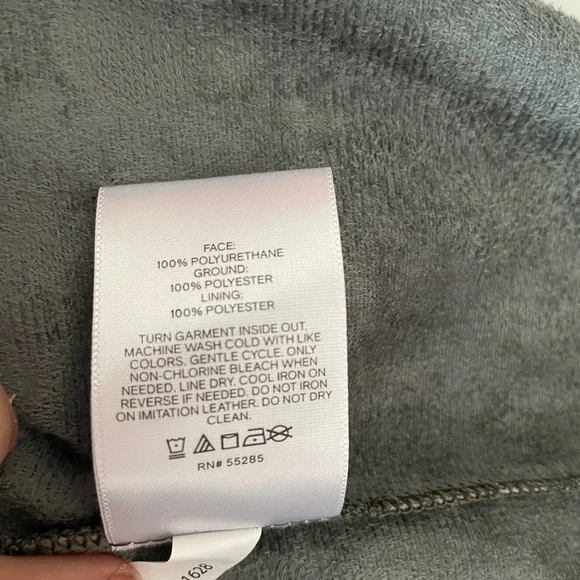 FACE:
100% POLYURETHANE
GROUND:
100% POLYESTER
LINING:
100% POLYESTER
TURN GARMENT INSIDE OUT.
MACHINE WASH COLD WITH LIKE
COLORS, GENTLE CYCLE. ONLY
NON-CHLORINE BLEACH WHEN
NEEDED. LINE DRY. COOL IRON ON
REVERSE IF NEEDED. DO NOT IRON
ON IMITATION LEATHER. DO NOT DRY
CLEAN.
RN# 55285
1628